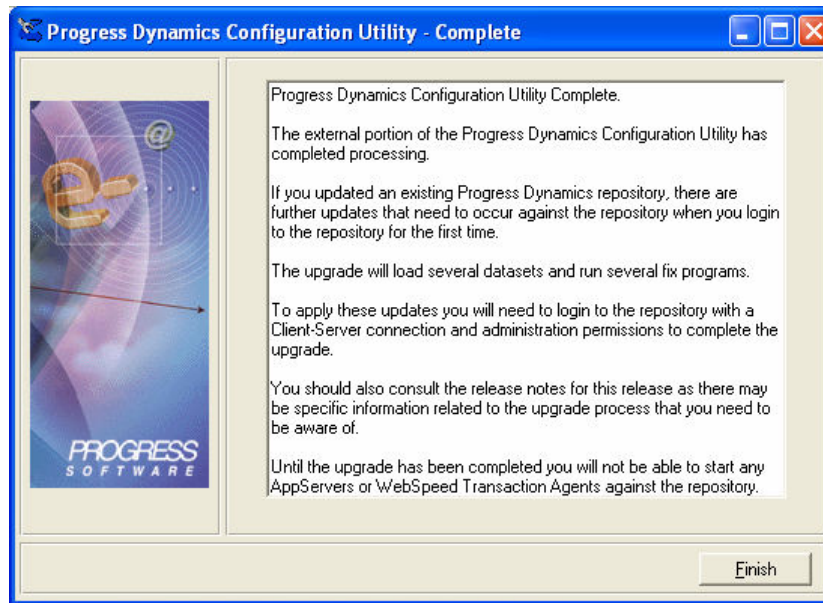 Progress Dynamics Configuration Utility - Complete
Progress Dynamics Configuration Utility Complete.
The external portion of the Progress Dynamics Configuration Utility has
completed processing.
If you updated an existing Progress Dynamics repository, there are
further updates that need to occur against the repository when you login
to the repository for the first time.
The upgrade will load several datasets and run several fix programs.
To apply these updates you will need to login to the repository with a
Client-Server connection and administration permissions to complete the
upgrade.
You should also consult the release notes for this release as there may
be specific information related to the upgrade process that you need to
be aware of.
Until the upgrade has been completed you will not be able to start any
AppServers or WebSpeed Transaction Agents against the repository.
@
e-
PROGRESS
SOFTWARE
Finish